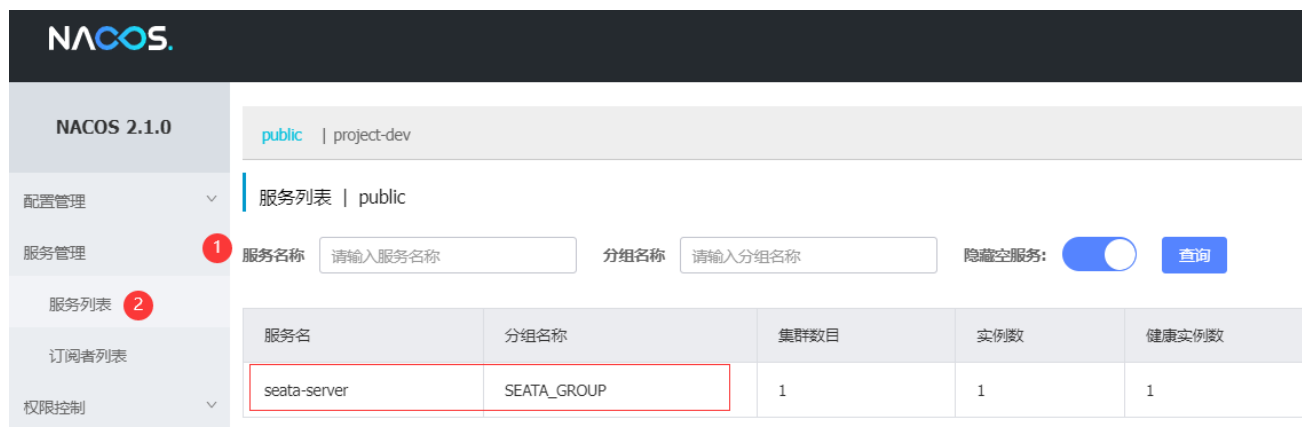 NACOS.
NACOS 2.1.0
public | project-dev
配置管理
服务列表 | public
服务管理 1
服务名称 请输入服务名称 分组名称 请输入分组名称 隐藏空服务: 查询
服务列表 2
服务名 分组名称 集群数目 实例数 健康实例数
订阅者列表
seata-server SEATA_GROUP 1 1 1
权限控制